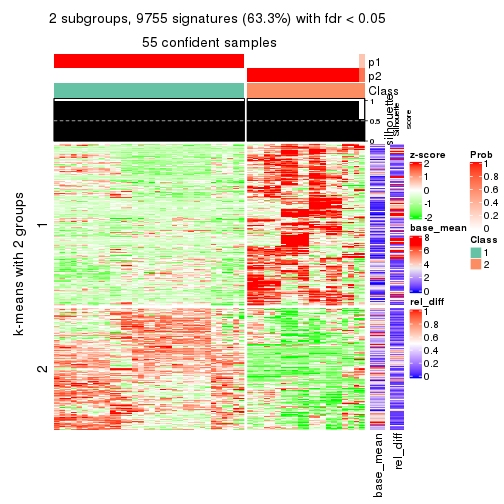 2 subgroups, 9755 signatures (63.3%) with fdr < 0.05
55 confident samples
p1
p2
Class
1
0.5
0
silhouette
Silhouette
score
k-means with 2 groups
1
2
z-score
2
1
0
-1
-2
base_mean
8
6
4
2
0
rel_diff
1
0.8
0.6
0.4
0.2
0
Prob
1
0.8
0.6
0.4
0.2
0
Class
1
2
base_mean
rel_diff